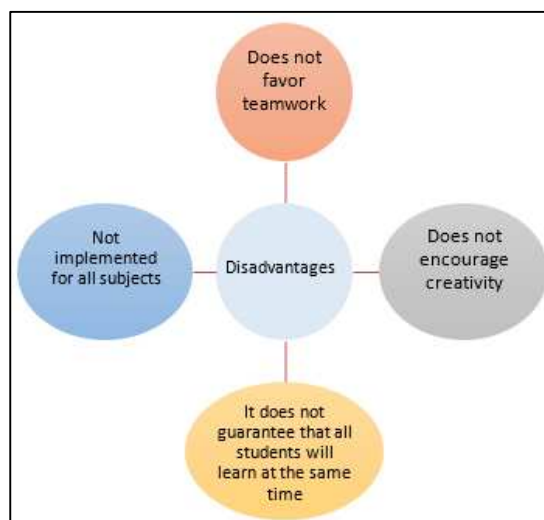 Does not
favor
teamwork
Not
implemented
for all subjects
Disadvantages
Does not
encourage
creativity
It does not
guarantee that all
students will
learn at the same
time